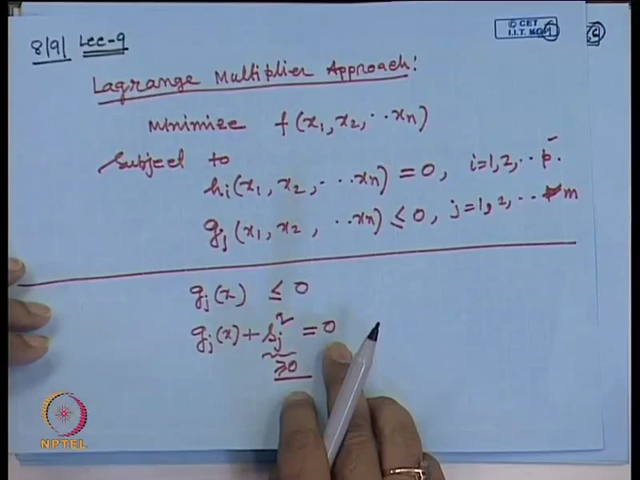 © CET
I.I.T. KGP
8/9/ Lec-9
Lagrange Multiplier Approach:
Minimize f(x₁, x₂, ·· xₙ)
Subject to
hᵢ(x₁, x₂, · ··· xₙ) = 0, i=1,2,·· p.
gⱼ(x₁, x₂, ·· xₙ) ≤ 0, j=1,2,··· m
gⱼ(x) ≤ 0
gⱼ(x) + sⱼ² = 0
≥0
NPTEL